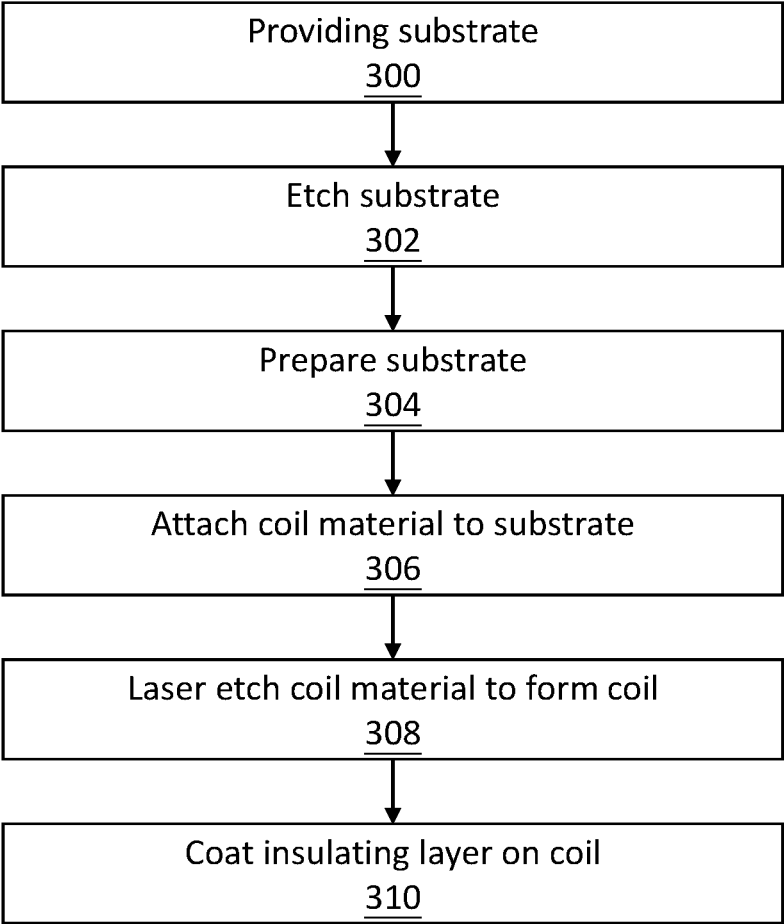 Providing substrate
300
Etch substrate
302
Prepare substrate
304
Attach coil material to substrate
306
Laser etch coil material to form coil
308
Coat insulating layer on coil
310